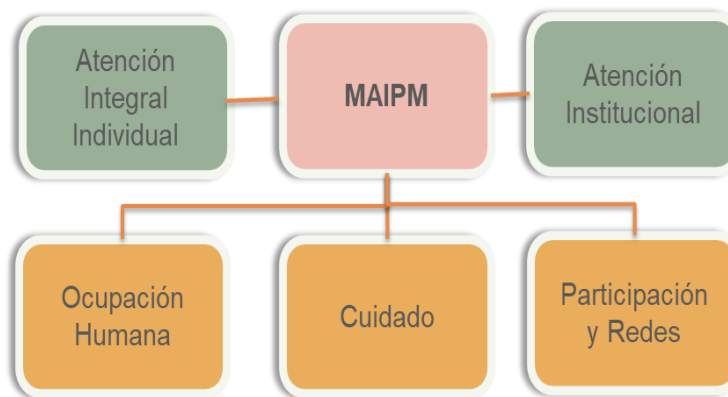 Atención
Integral
Individual
MAIPM
Atención
Institucional
Ocupación
Humana
Cuidado
Participación
y Redes